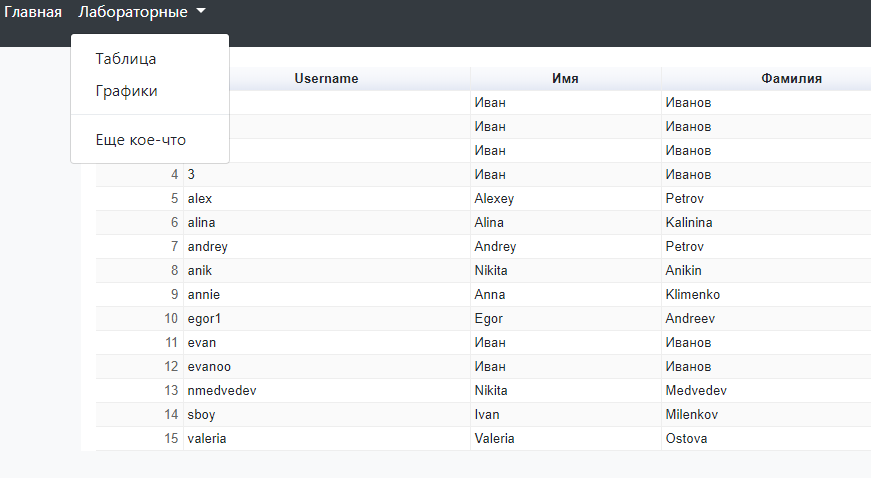 Главная Лабораторные
Таблица
Графики
Еще кое-что
Username Имя Фамилия
Иван Иванов
Иван Иванов
Иван Иванов
4 3 Иван Иванов
5 alex Alexey Petrov
6 alina Alina Kalinina
7 andrey Andrey Petrov
8 anik Nikita Anikin
9 annie Anna Klimenko
10 egor1 Egor Andreev
11 evan Иван Иванов
12 evanoo Иван Иванов
13 nmedvedev Nikita Medvedev
14 sboy Ivan Milenkov
15 valeria Valeria Ostova